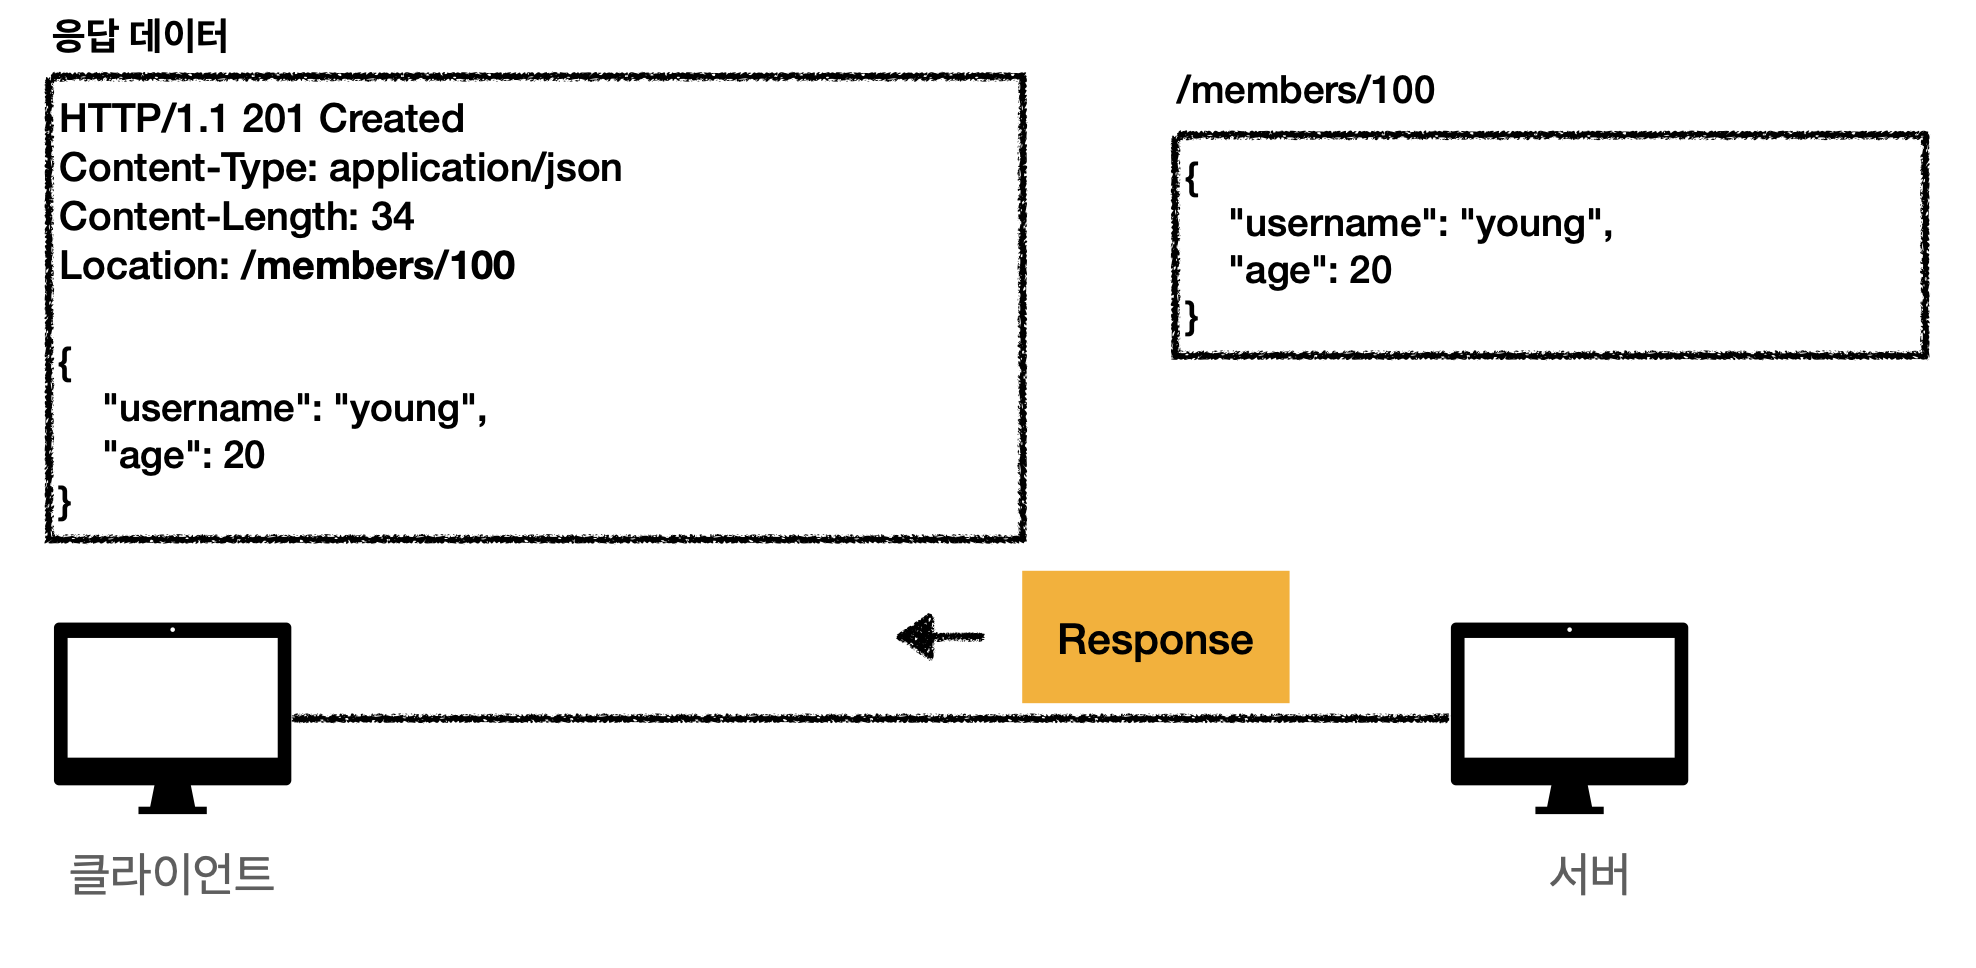 응답 데이터
HTTP/1.1 201 Created
Content-Type: application/json
Content-Length: 34
Location: /members/100
{
"username": "young",
"age": 20
}
/members/100
{
"username": "young",
"age": 20
}
Response
클라이언트
서버